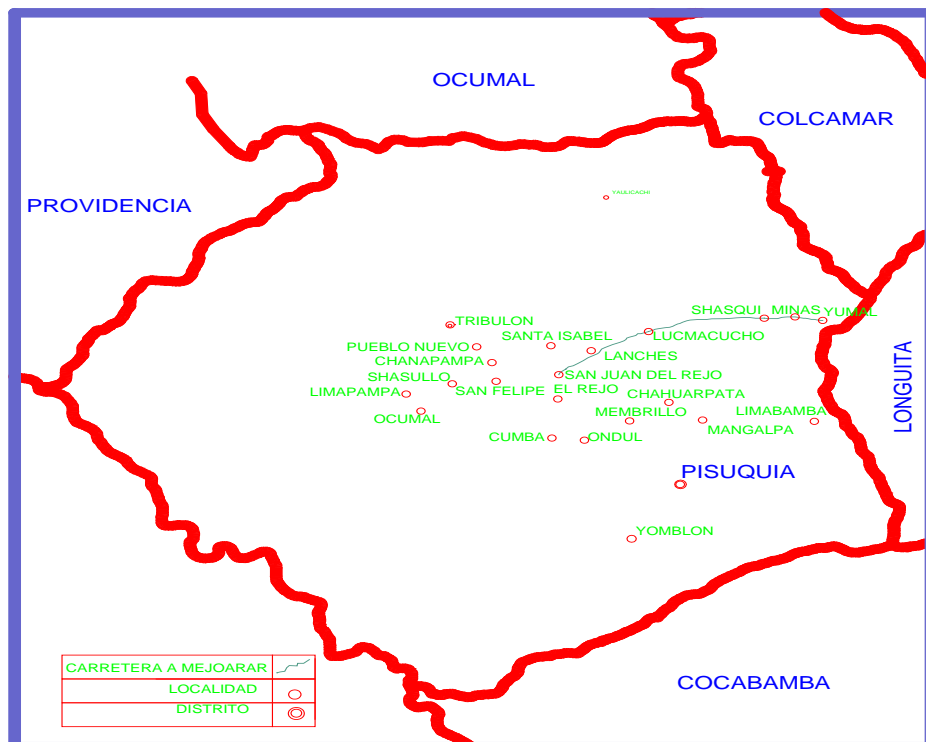 OCUMAL
COLCAMAR
YAULICACHI
PROVIDENCIA
SHASQUI
MINAS
YUMAL
TRIBULON
SANTA ISABEL
LUCMACUCHO
PUEBLO NUEVO
LANCHES
CHANAPAMPA
SAN JUAN DEL REJO
SHASULLO
SAN FELIPE
EL REJO
LIMAPAMPA
CHAHUARPATA
LONGUITA
OCUMAL
MEMBRILLO
LIMABAMBA
MANGALPA
CUMBA
ONDUL
PISUQUIA
YOMBLON
COCABAMBA
CARRETERA A MEJOARAR
LOCALIDAD
DISTRITO